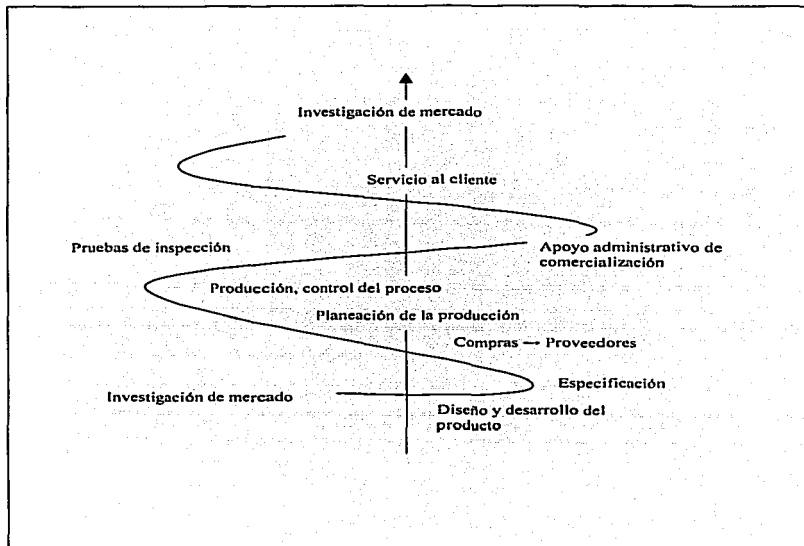 Investigación de mercado
Servicio al cliente
Pruebas de inspección
Apoyo administrativo de
comercialización
Producción, control del proceso
Planeación de la producción
Compras → Proveedores
Especificación
Investigación de mercado
Diseño y desarrollo del
producto